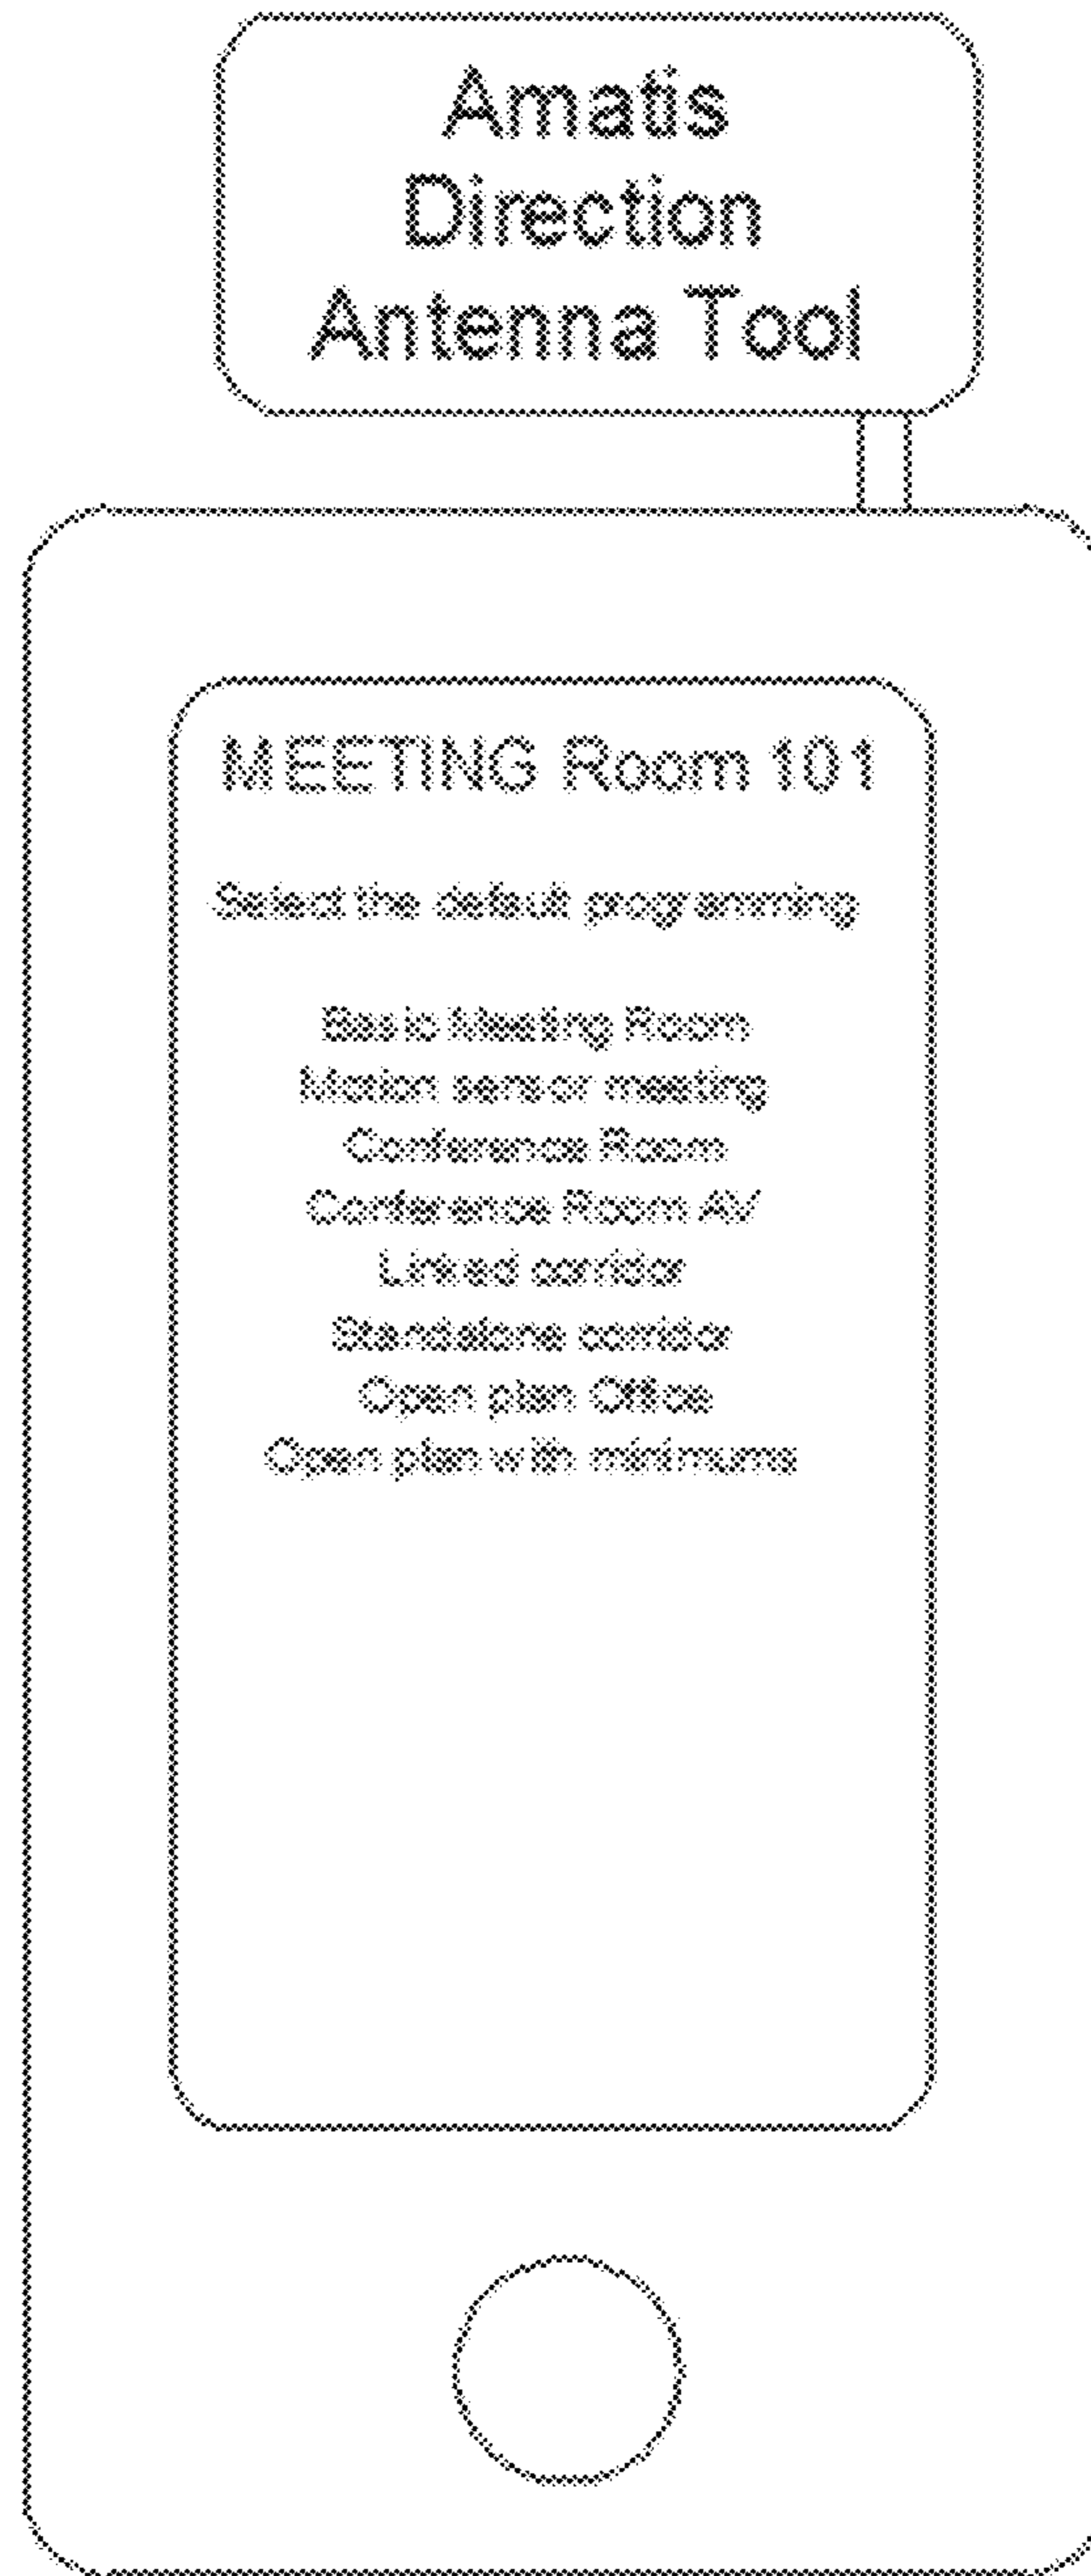 Amatis
Direction
Antenna Tool
MEETING Room 101
Select the default programming
Basic Meeting Room
Motion sensor meeting
Conference Room
Conference Room AV
Linked corridor
Standalone corridor
Open plan Office
Open plan with minimums